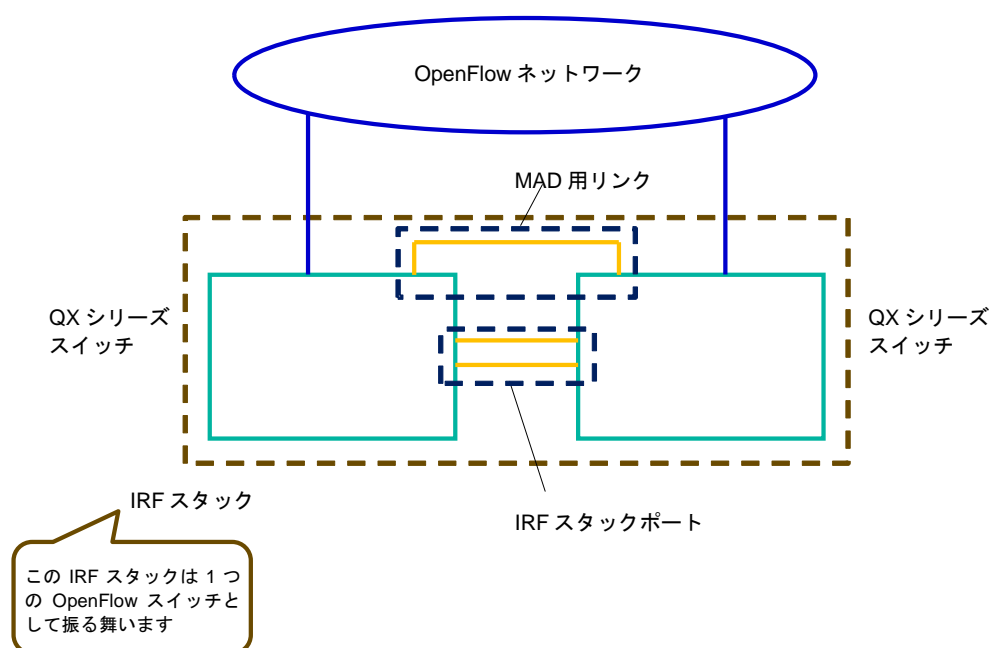 OpenFlow ネットワーク
MAD 用リンク
QX シリーズ
スイッチ
QX シリーズ
スイッチ
IRF スタック
IRF スタックポート
この IRF スタックは 1 つ
の OpenFlow スイッチと
して振る舞います